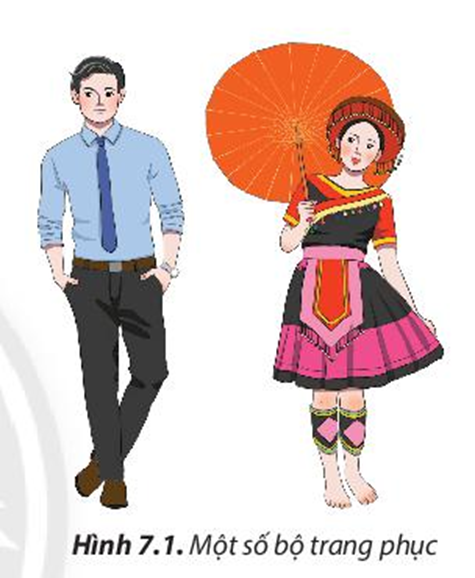 Hình 7.1. Một số bộ trang phục